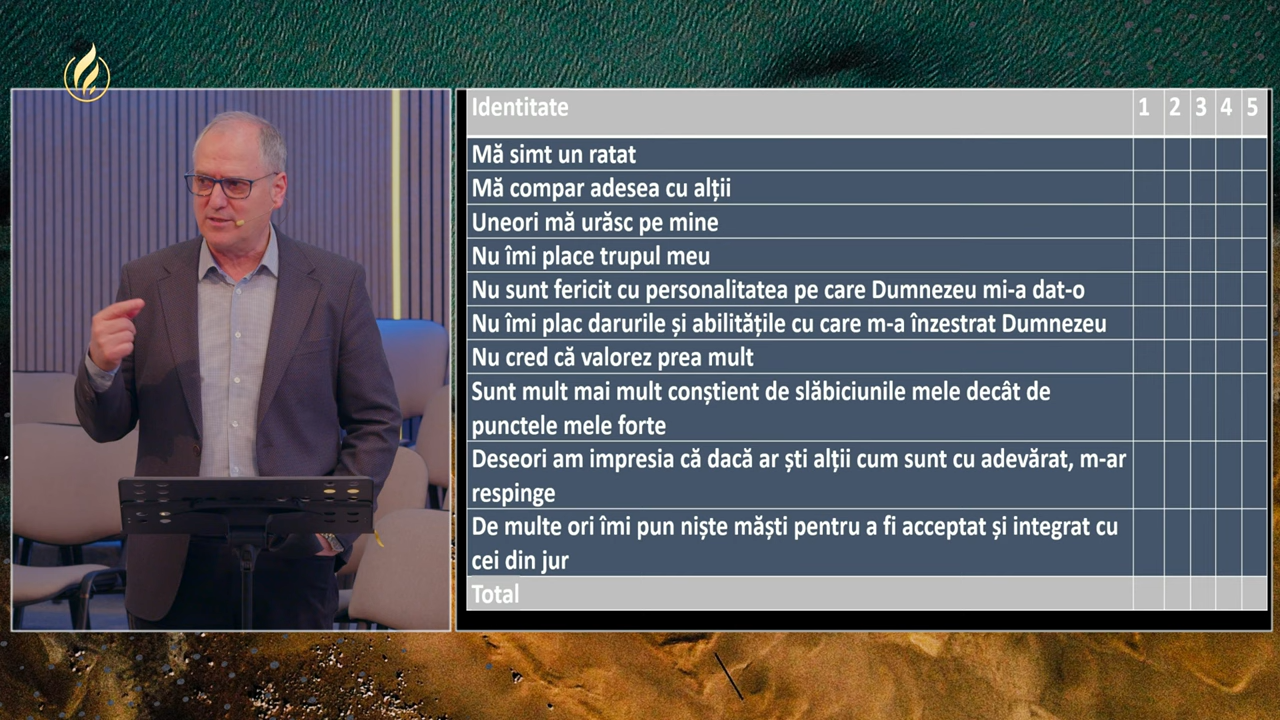 Identitate 1 2 3 4 5
Mă simt un ratat
Mă compar adesea cu alții
Uneori mă urăsc pe mine
Nu îmi place trupul meu
Nu sunt fericit cu personalitatea pe care Dumnezeu mi-a dat-o
Nu îmi plac darurile și abilitățile cu care m-a înzestrat Dumnezeu
Nu cred că valorez prea mult
Sunt mult mai mult conștient de slăbiciunile mele decât de
punctele mele forte
Deseori am impresia că dacă ar ști alții cum sunt cu adevărat, m-ar
respinge
De multe ori îmi pun niște măști pentru a fi acceptat și integrat cu
cei din jur
Total